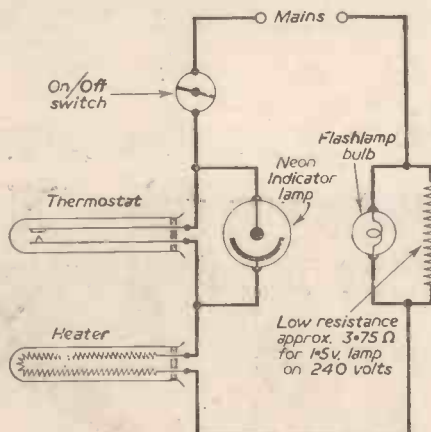 Mains
On/Off
switch
Flashlamp
bulb
Neon
Indicator
lamp
Thermostat
Heater
Low resistance
approx. 3·75 Ω
for 1·5v. lamp
on 240 volts